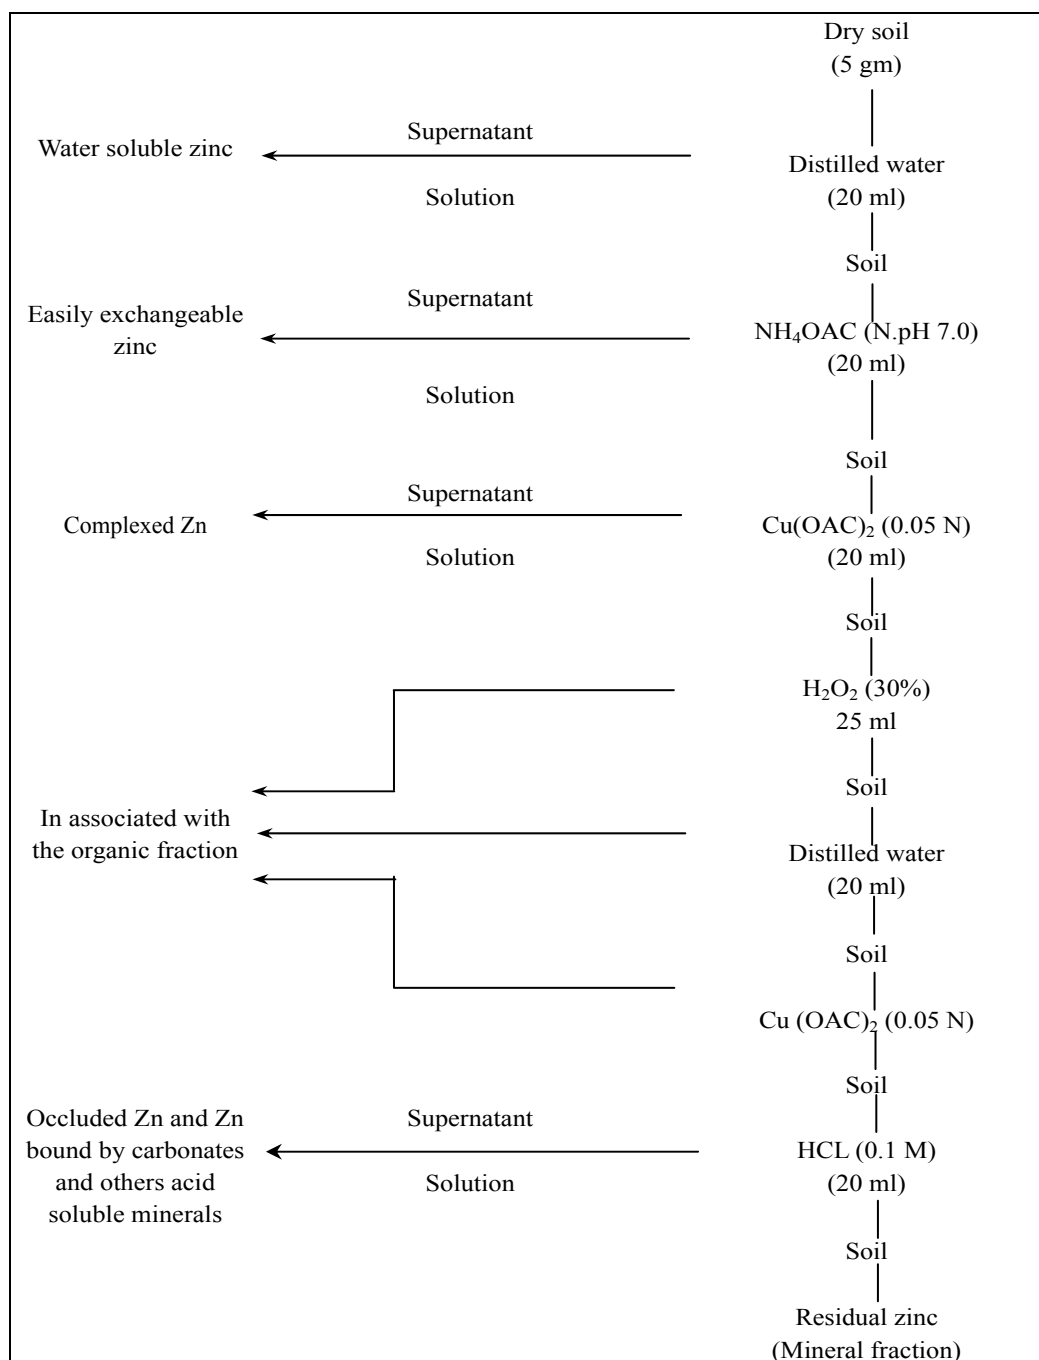 Dry soil
(5 gm)
Supernatant
Water soluble zinc
Distilled water
(20 ml)
Solution
Soil
Supernatant
Easily exchangeable
zinc
NH₄OAC (N.pH 7.0)
(20 ml)
Solution
Soil
Supernatant
Complexed Zn
Cu(OAC)₂ (0.05 N)
(20 ml)
Solution
Soil
H₂O₂ (30%)
25 ml
Soil
In associated with
the organic fraction
Distilled water
(20 ml)
Soil
Cu (OAC)₂ (0.05 N)
Soil
Occluded Zn and Zn
bound by carbonates
and others acid
soluble minerals
Supernatant
HCL (0.1 M)
(20 ml)
Solution
Soil
Residual zinc
(Mineral fraction)